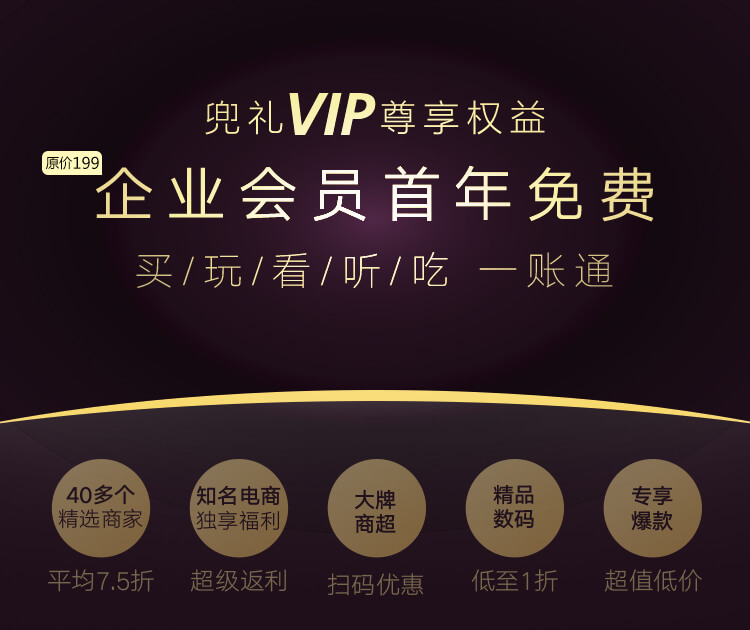 兜礼VIP尊享权益
原价199
企业会员首年免费
买/玩/看/听/吃 一账通
40多个
精选商家
平均7.5折
知名电商
独享福利
超级返利
大牌
商超
扫码优惠
精品
数码
低至1折
专享
爆款
超值低价